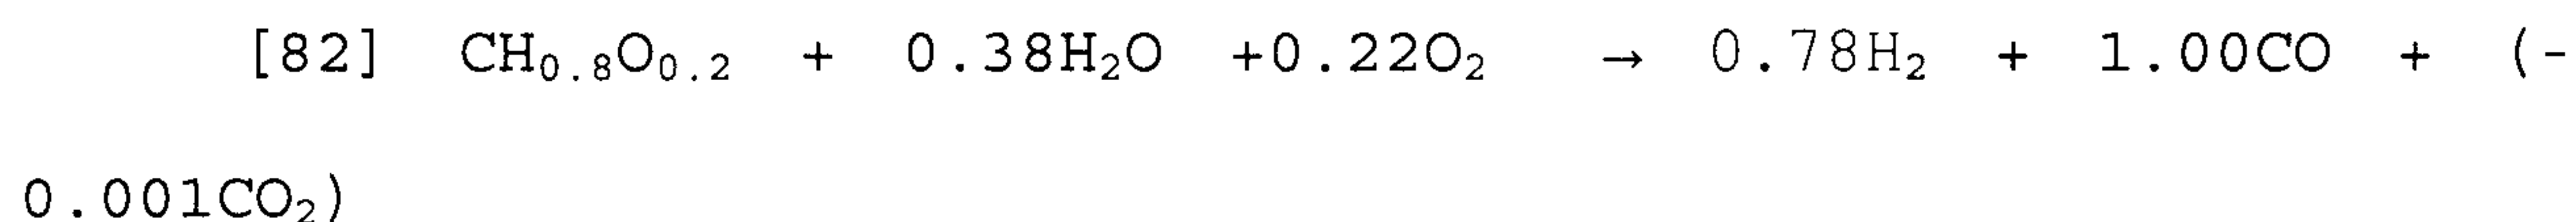 [82] CH₀.₈O₀.₂ + 0.38H₂O +0.22O₂ → 0.78H₂ + 1.00CO + (-
0.001CO₂)